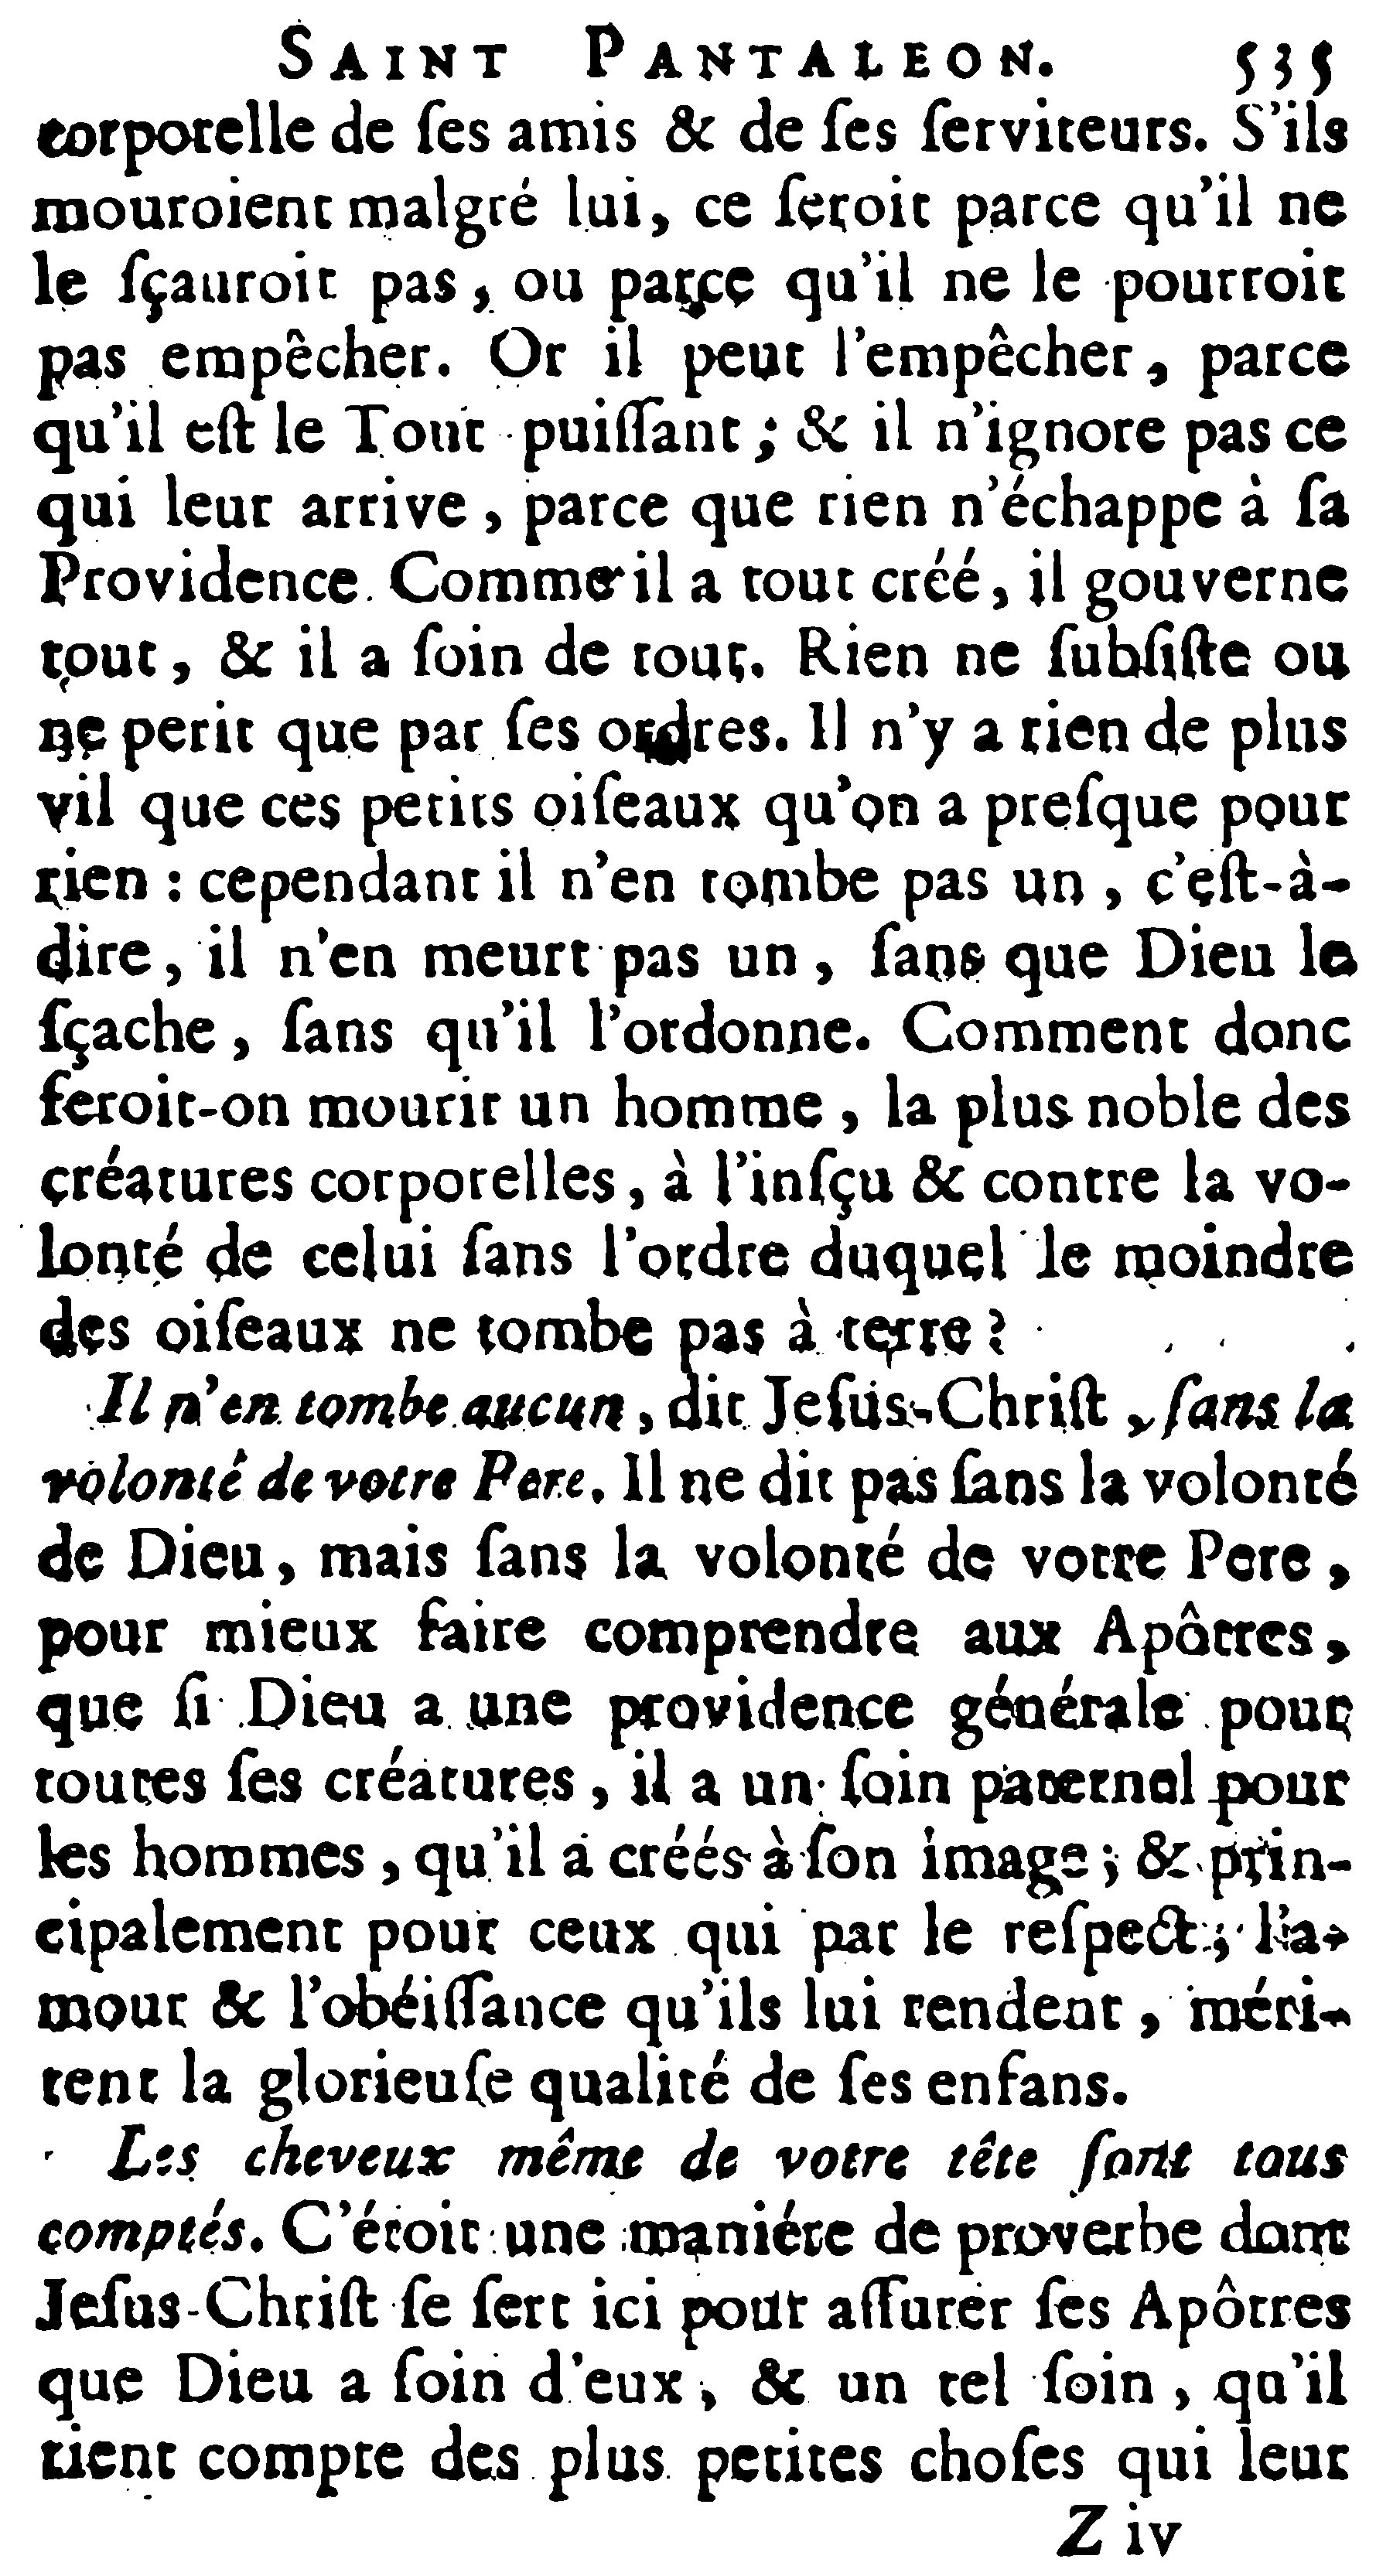 SAINT PANTALEON. 535
corporelle de ſes amis & de ſes ſerviteurs. S'ils
mouroient malgré lui, ce ſeroit parce qu'il ne
le ſçauroit pas, ou parce qu'il ne le pourroit
pas empêcher. Or il peut l'empêcher, parce
qu'il eſt le Tout puiſſant ; & il n'ignore pas ce
qui leur arrive, parce que rien n'échappe à ſa
Providence. Comme il a tout créé, il gouverne
tout, & il a ſoin de tout. Rien ne ſubſiſte ou
ne perit que par ſes ordres. Il n'y a rien de plus
vil que ces petits oiſeaux qu'on a preſque pour
rien : cependant il n'en tombe pas un, c'eſt-à-
dire, il n'en meurt pas un, ſans que Dieu le
ſçache, ſans qu'il l'ordonne. Comment donc
feroit-on mourir un homme, la plus noble des
créatures corporelles, à l'inſçu & contre la vo-
lonté de celui ſans l'ordre duquel le moindre
des oiſeaux ne tombe pas à terre ?
Il n'en tombe aucun, dit Jeſus-Chriſt, ſans la
volonté de votre Pere. Il ne dit pas ſans la volonté
de Dieu, mais ſans la volonté de votre Pere,
pour mieux faire comprendre aux Apôtres,
que ſi Dieu a une providence générale pour
toutes ſes créatures, il a un ſoin paternel pour
les hommes, qu'il a créés à ſon image ; & prin-
cipalement pour ceux qui par le reſpect, l'a-
mour & l'obéiſſance qu'ils lui rendent, méri-
tent la glorieuſe qualité de ſes enfans.
Les cheveux même de votre tête ſont tous
comptés. C'étoit une maniére de proverbe dont
Jeſus-Chriſt ſe ſert ici pour aſſurer ſes Apôtres
que Dieu a ſoin d'eux, & un tel ſoin, qu'il
tient compte des plus petites choſes qui leur
Z iv